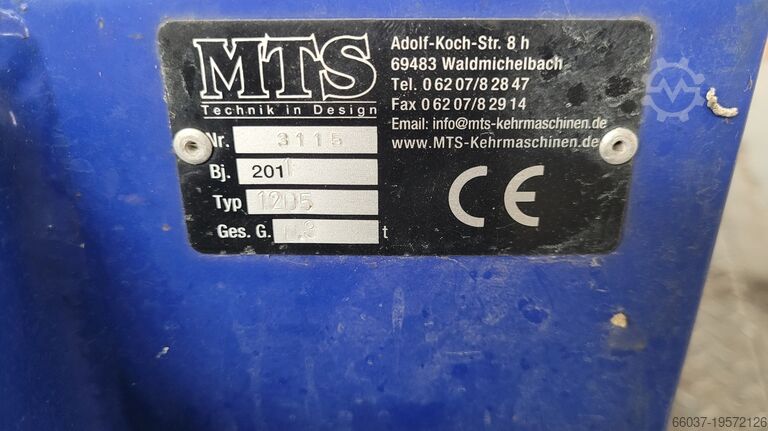 MTS
Technik in Design
Adolf-Koch-Str. 8 h
69483 Waldmichelbach
Tel. 0 62 07/8 28 47
Fax 0 62 07/8 29 14
Email: info@mts-kehrmaschinen.de
www.MTS-Kehrmaschinen.de
Nr. 3115
Bj. 2011
Typ 1205
Ges. G. t
CE
66037-19572126